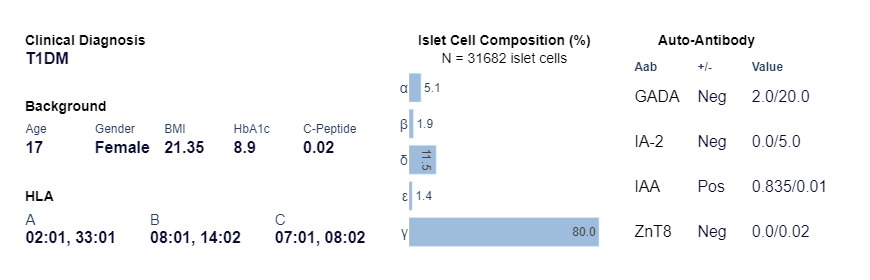 Clinical Diagnosis
T1DM
Background
Age Gender BMI HbA1c C-Peptide
17 Female 21.35 8.9 0.02
HLA
A B C
02:01, 33:01 08:01, 14:02 07:01, 08:02
Islet Cell Composition (%)
N = 31682 islet cells
α 5.1
β 1.9
δ 11.5
ε 1.4
γ 80.0
Auto-Antibody
Aab +/- Value
GADA Neg 2.0/20.0
IA-2 Neg 0.0/5.0
IAA Pos 0.835/0.01
ZnT8 Neg 0.0/0.02